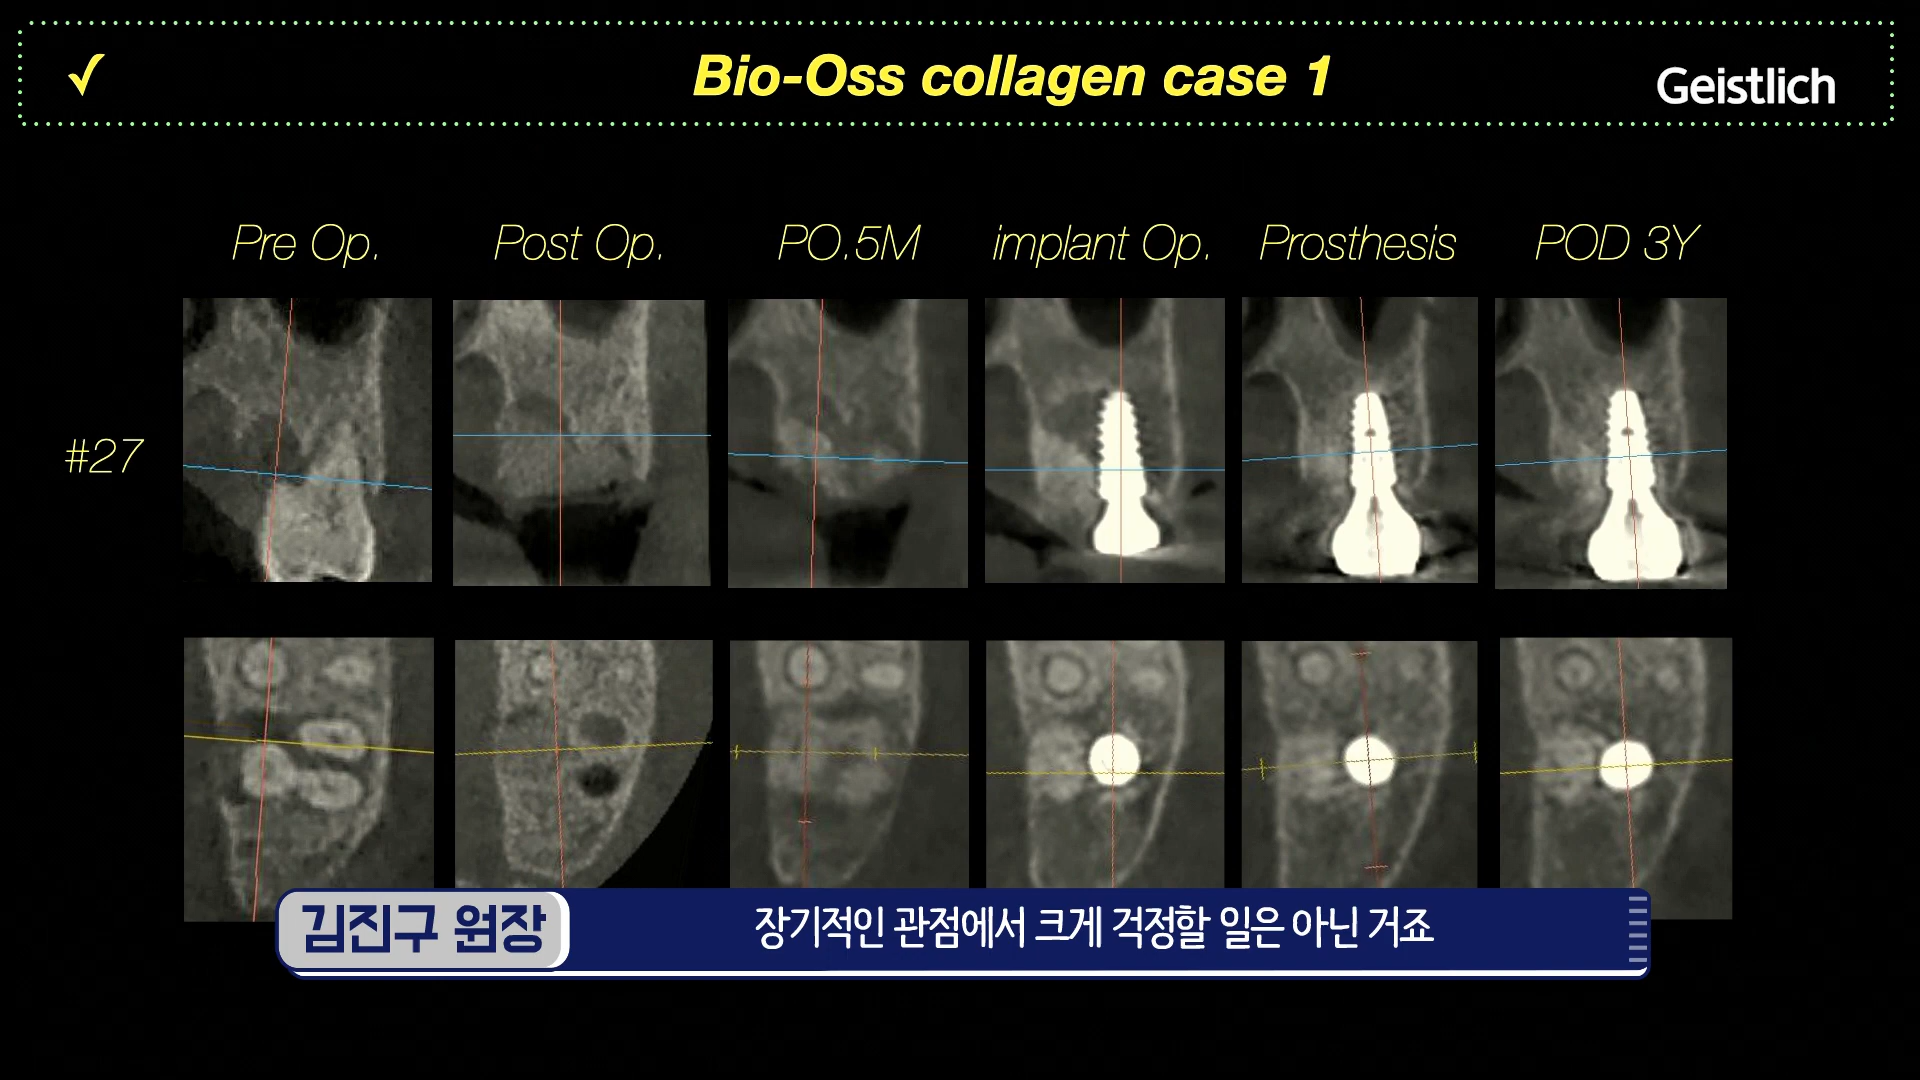 ✓ Bio-Oss collagen case 1 Geistlich
Pre Op. Post Op. PO.5M implant Op. Prosthesis POD 3Y
#27
김진구 원장 장기적인 관점에서 크게 걱정할 일은 아닌 거죠